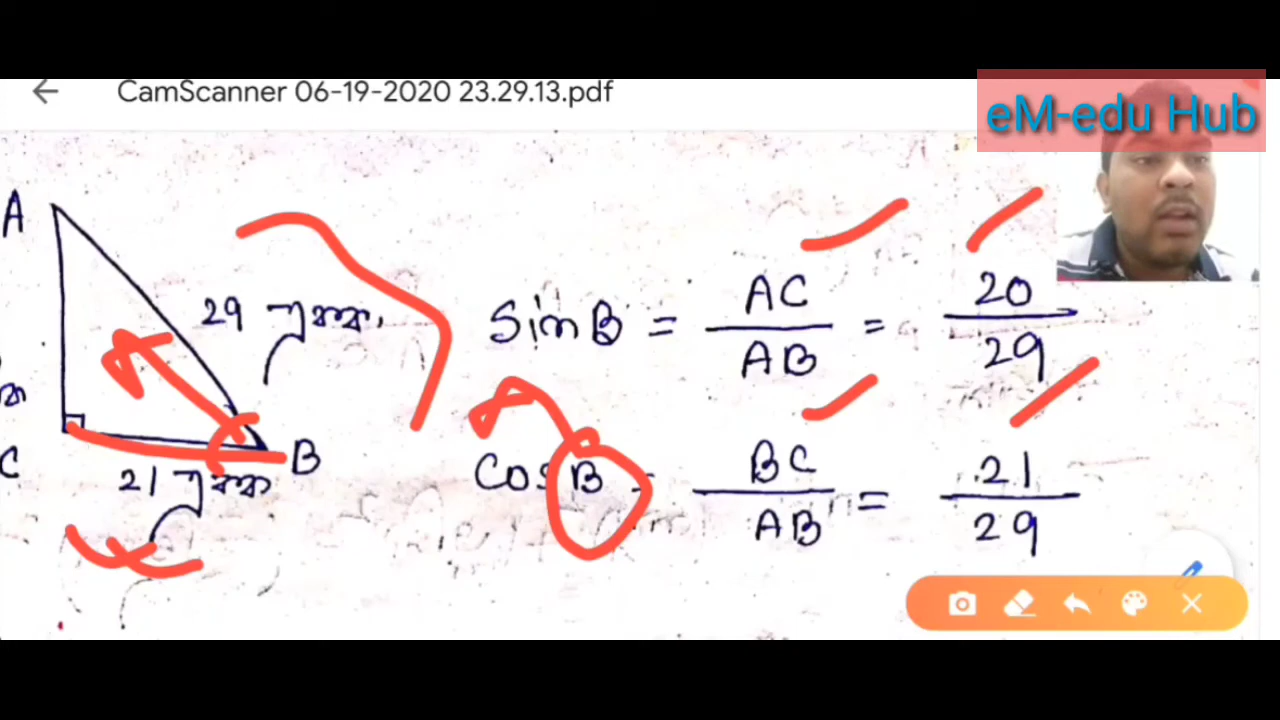 CamScanner 06-19-2020 23.29.13.pdf
eM-edu Hub
A
29
Sin B = AC / AB = 20 / 29
C
B
21
Cos B = BC / AB = 21 / 29